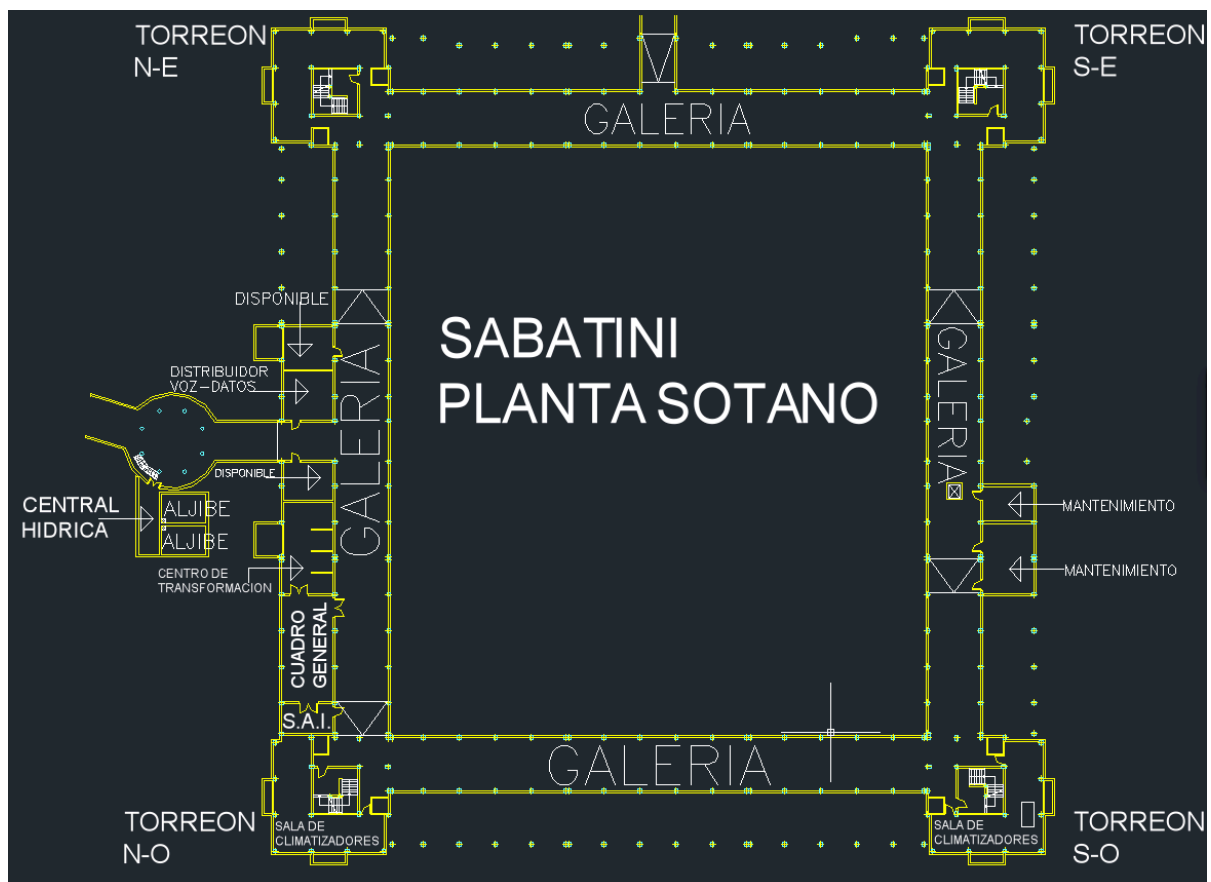 TORREON
N-E
TORREON
S-E
GALERIA
DISPONIBLE
SABATINI
PLANTA SOTANO
DISTRIBUIDOR
VOZ-DATOS
GALERIA
GALERIA
DISPONIBLE
CENTRAL
HIDRICA
ALJIBE
ALJIBE
MANTENIMIENTO
CENTRO DE
TRANSFORMACION
MANTENIMIENTO
CUADRO
GENERAL
S.A.I.
GALERIA
TORREON
N-O
SALA DE
CLIMATIZADORES
SALA DE
CLIMATIZADORES
TORREON
S-O